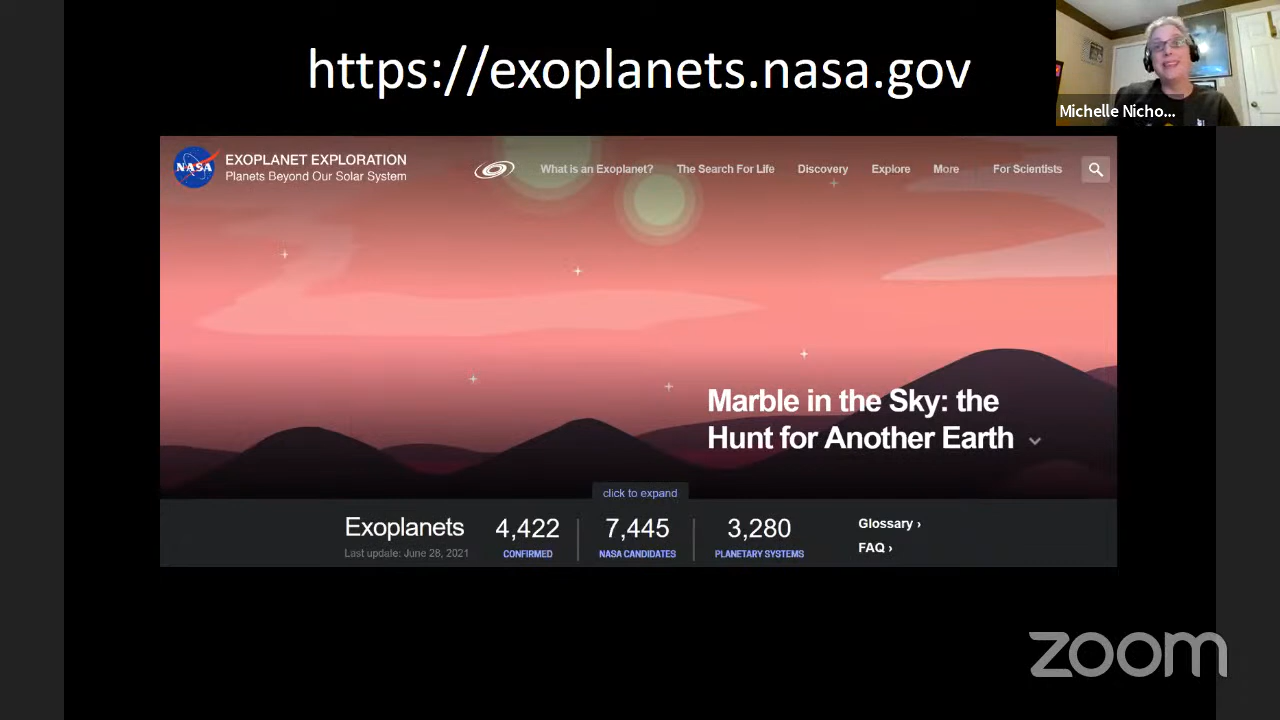 https://exoplanets.nasa.gov
Michelle Nicho...
NASA
EXOPLANET EXPLORATION
Planets Beyond Our Solar System
What is an Exoplanet?
The Search For Life
Discovery
Explore
More
For Scientists
Marble in the Sky: the
Hunt for Another Earth
click to expand
Exoplanets
Last update: June 28, 2021
4,422
CONFIRMED
7,445
NASA CANDIDATES
3,280
PLANETARY SYSTEMS
Glossary ›
FAQ ›
zoom